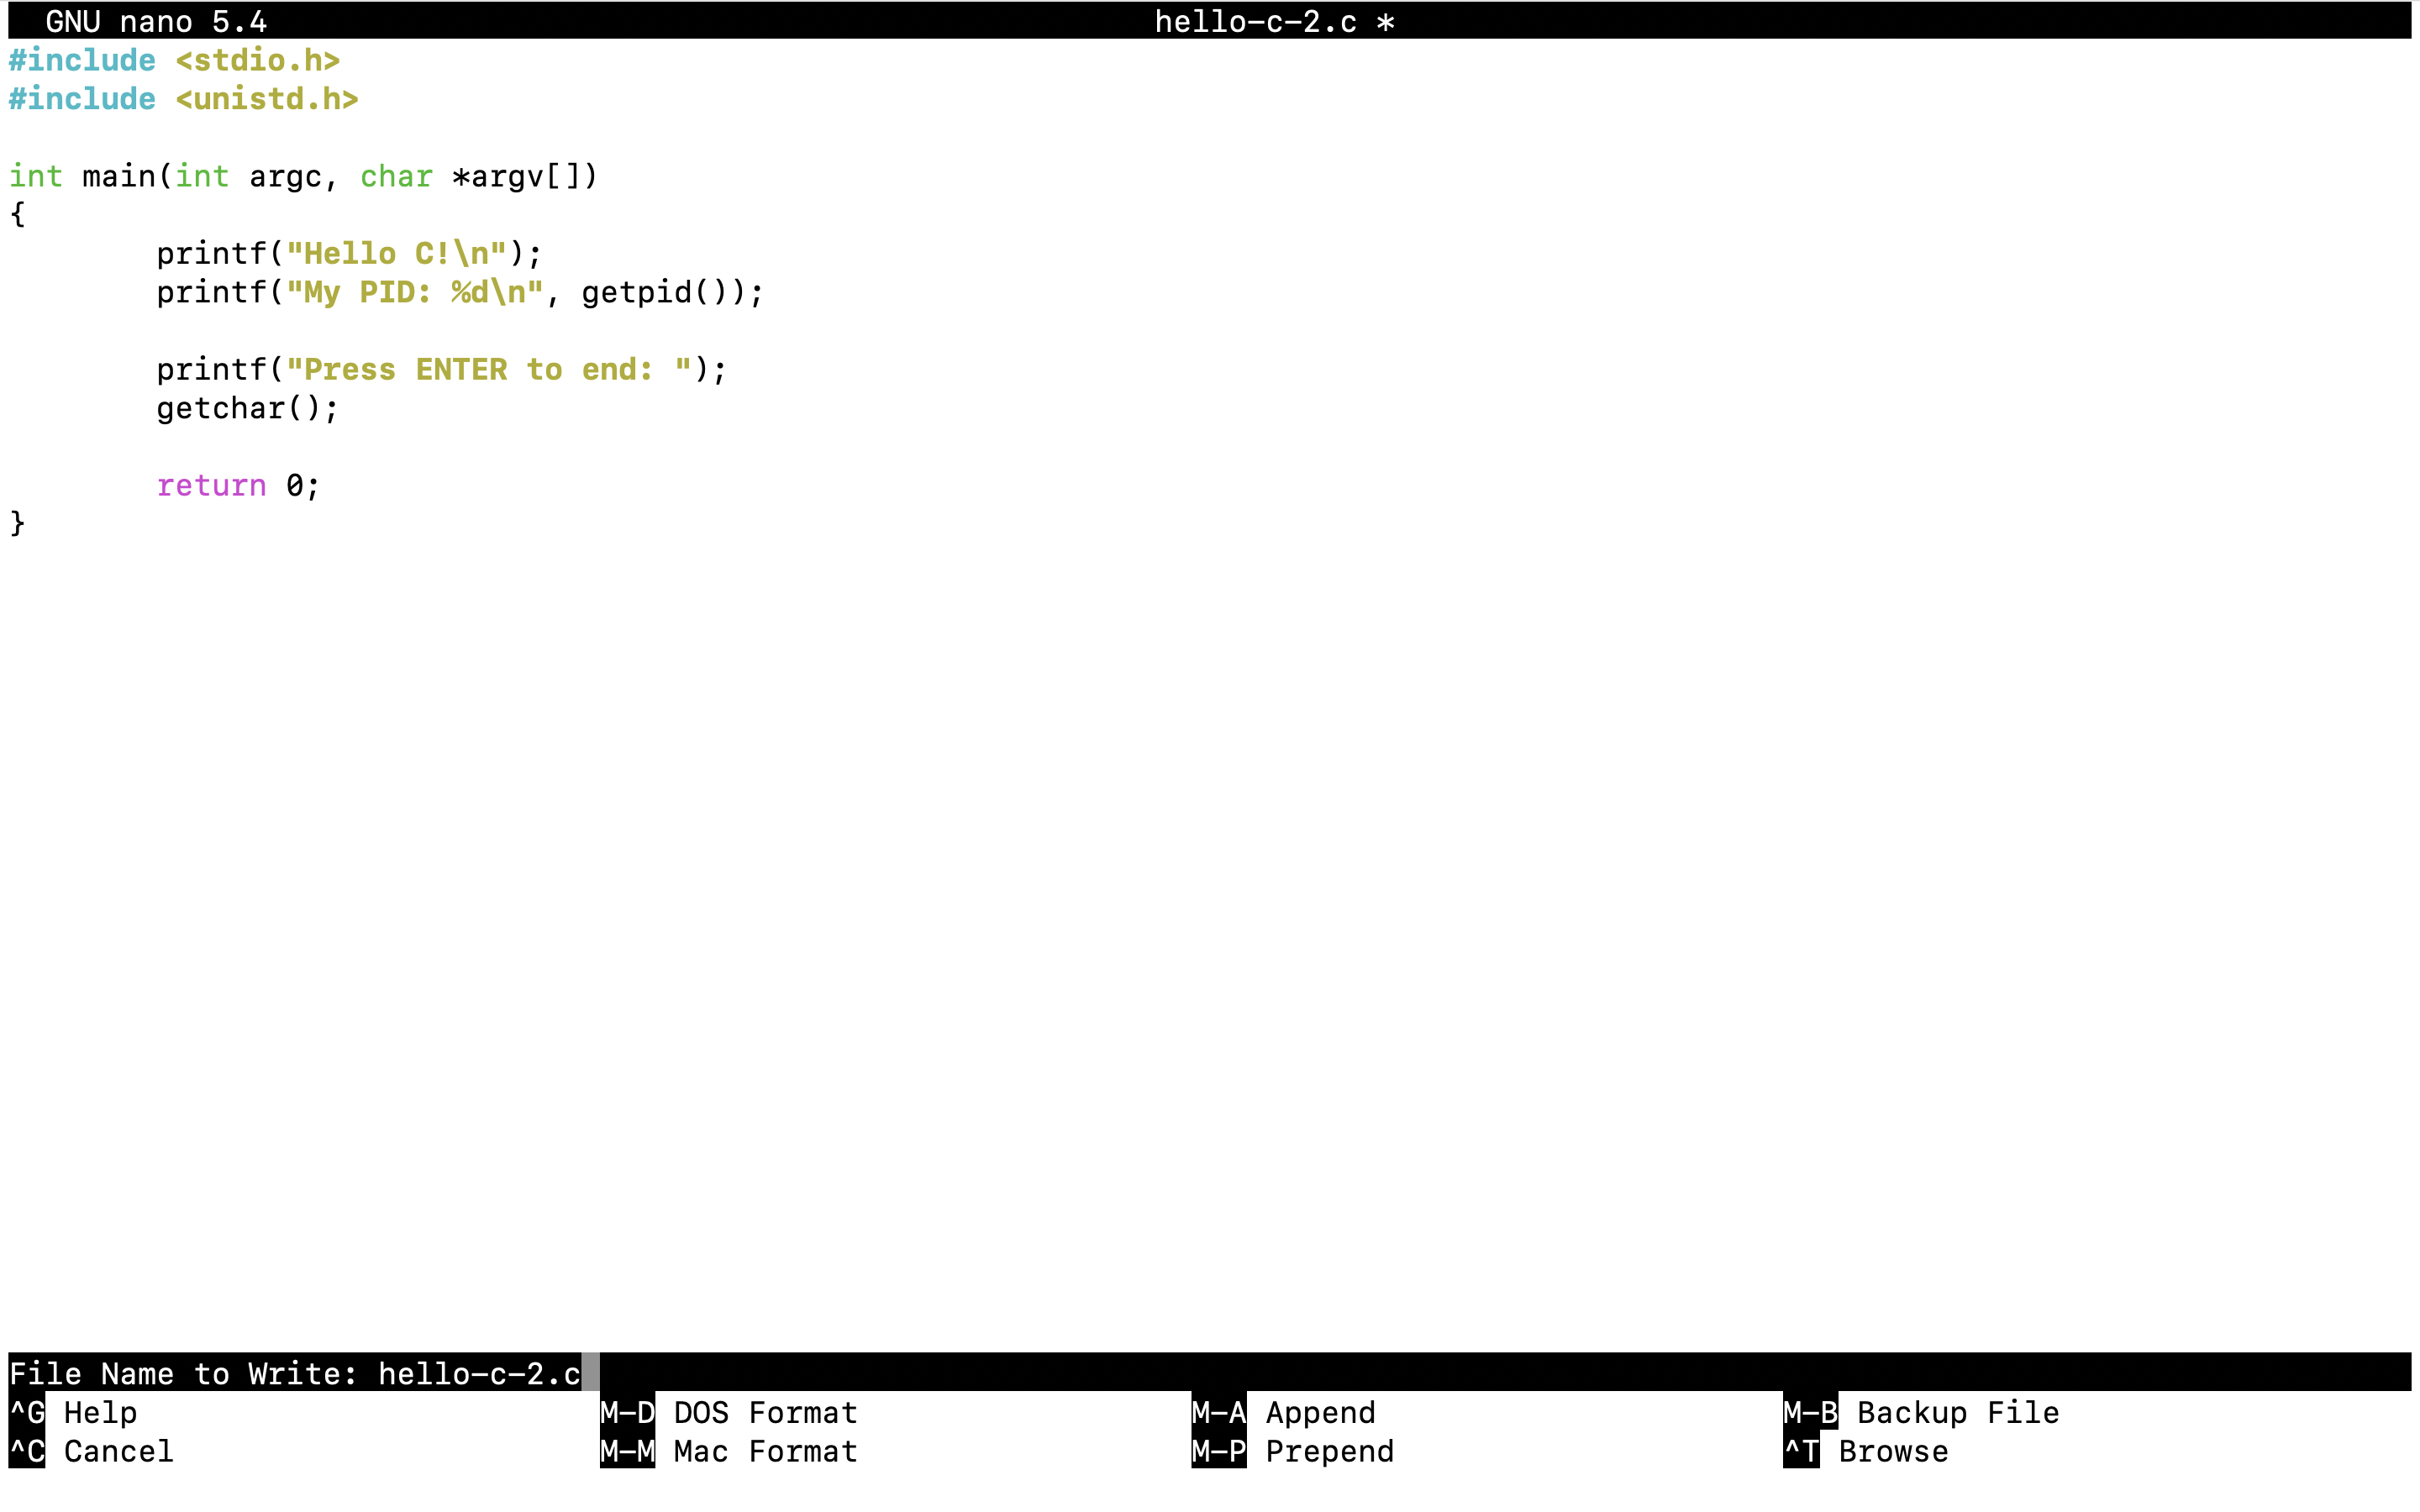 GNU nano 5.4 hello-c-2.c *
#include <stdio.h>
#include <unistd.h>
int main(int argc, char *argv[])
{
        printf("Hello C!\n");
        printf("My PID: %d\n", getpid());
        printf("Press ENTER to end: ");
        getchar();
        return 0;
}
File Name to Write: hello-c-2.c
^G Help M-D DOS Format M-A Append M-B Backup File
^C Cancel M-M Mac Format M-P Prepend ^T Browse